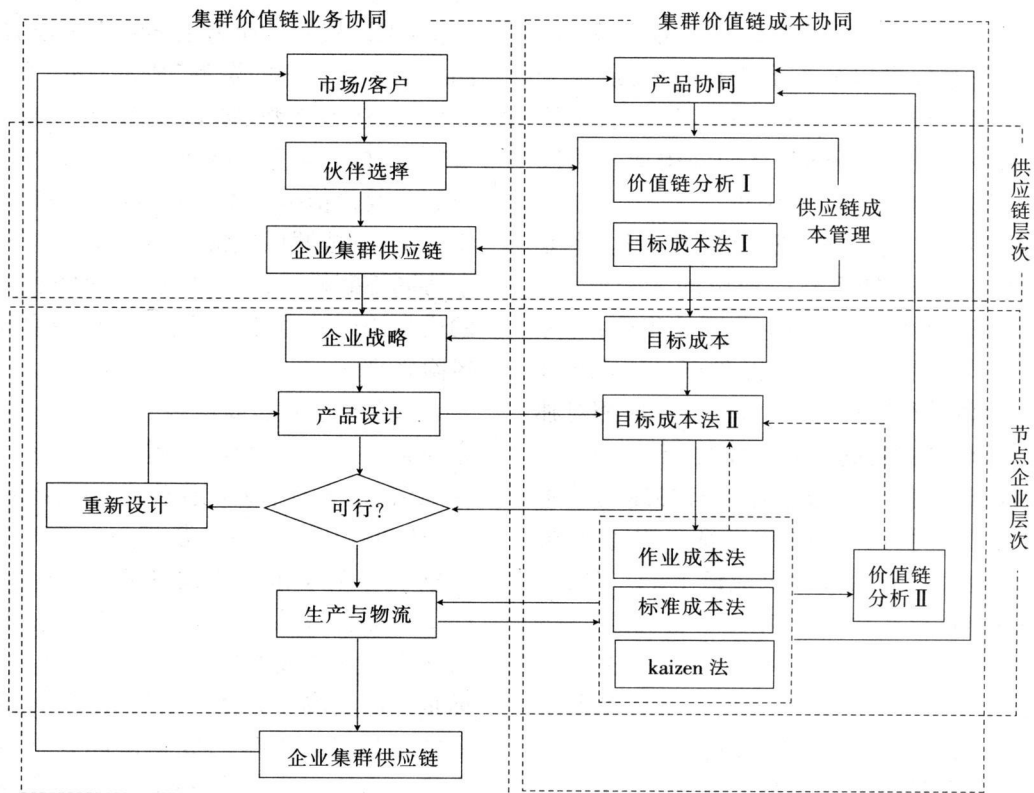 集群价值链业务协同
集群价值链成本协同
市场/客户
产品协同
伙伴选择
价值链分析Ⅰ
供应链成
本管理
目标成本法Ⅰ
企业集群供应链
供应链层次
企业战略
目标成本
产品设计
目标成本法Ⅱ
重新设计
可行?
节点企业层次
作业成本法
价值链
分析Ⅱ
生产与物流
标准成本法
kaizen 法
企业集群供应链